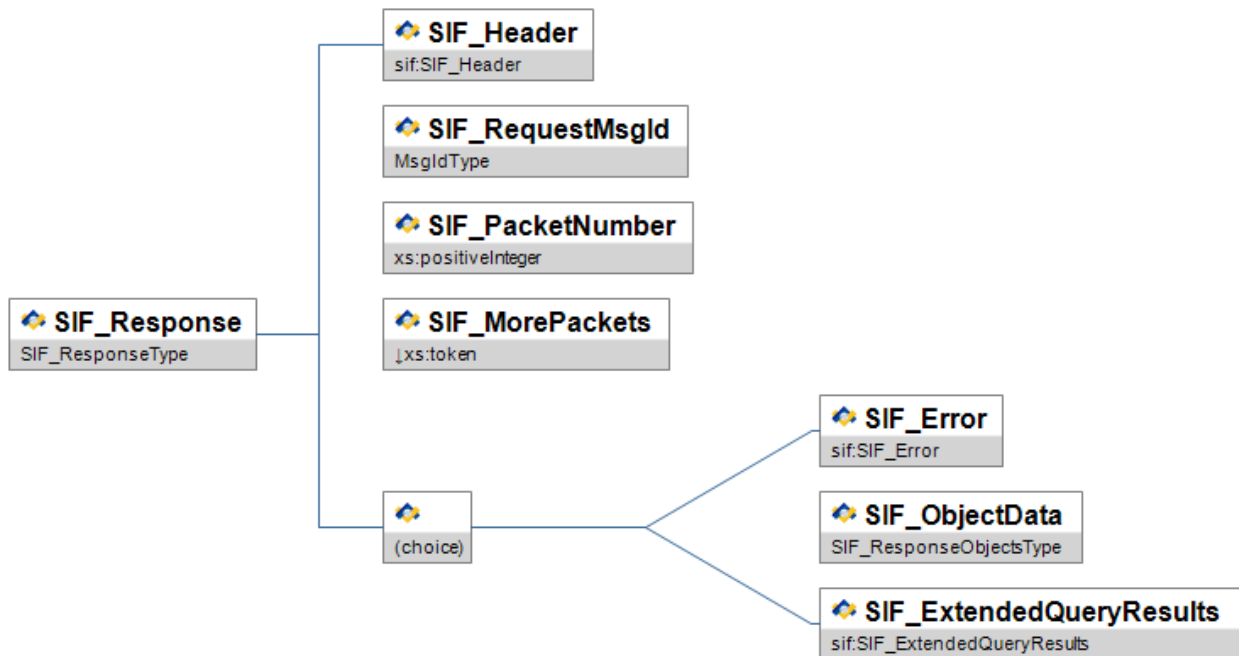 SIF_Header
sif:SIF_Header
SIF_RequestMsgId
MsgIdType
SIF_PacketNumber
xs:positiveInteger
SIF_Response
SIF_ResponseType
SIF_MorePackets
↓xs:token
SIF_Error
sif:SIF_Error
(choice)
SIF_ObjectData
SIF_ResponseObjectsType
SIF_ExtendedQueryResults
sif:SIF_ExtendedQueryResults